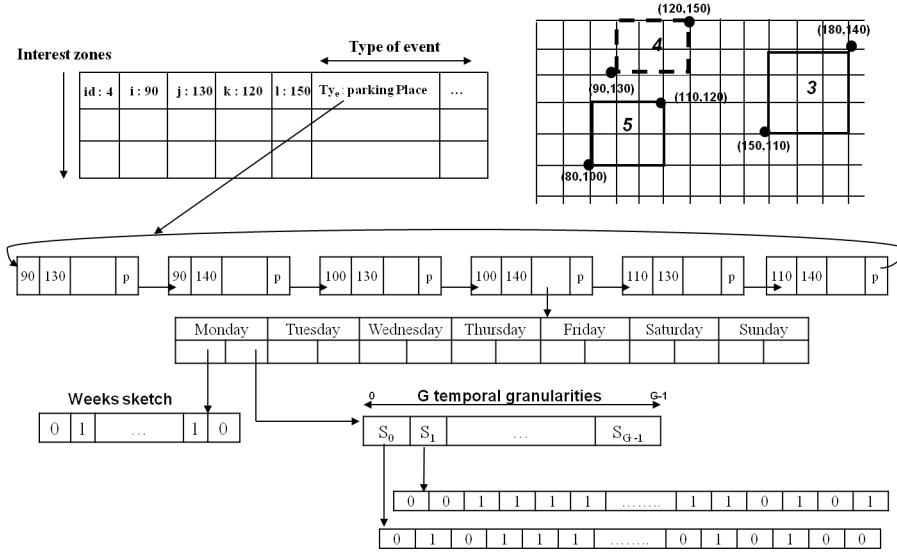 Interest zones
Type of event
id : 4 i : 90 j : 130 k : 120 l : 150 Tye : parking Place …
(120,150)
(180,140)
4
(90,130)
(110,120)
3
5
(150,110)
(80,100)
90 130 p 90 140 p 100 130 p 100 140 p 110 130 p 110 140 p
Monday Tuesday Wednesday Thursday Friday Saturday Sunday
Weeks sketch
0 G temporal granularities G-1
0 1 … 1 0
S0 S1 … SG-1
0 0 1 1 1 1 ........ 1 1 0 1 0 1
0 1 0 1 1 1 ........ 0 1 0 1 0 0